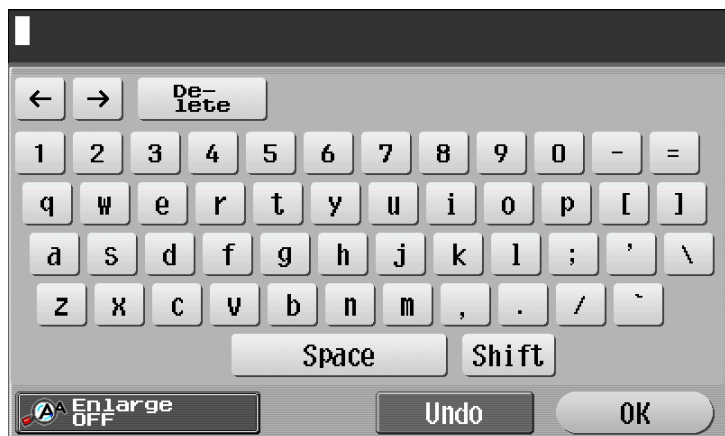 ← → De-
lete
1 2 3 4 5 6 7 8 9 0 - =
q w e r t y u i o p [ ]
a s d f g h j k l ; ' \
z x c v b n m , . / `
Space Shift
A A Enlarge
OFF
Undo OK